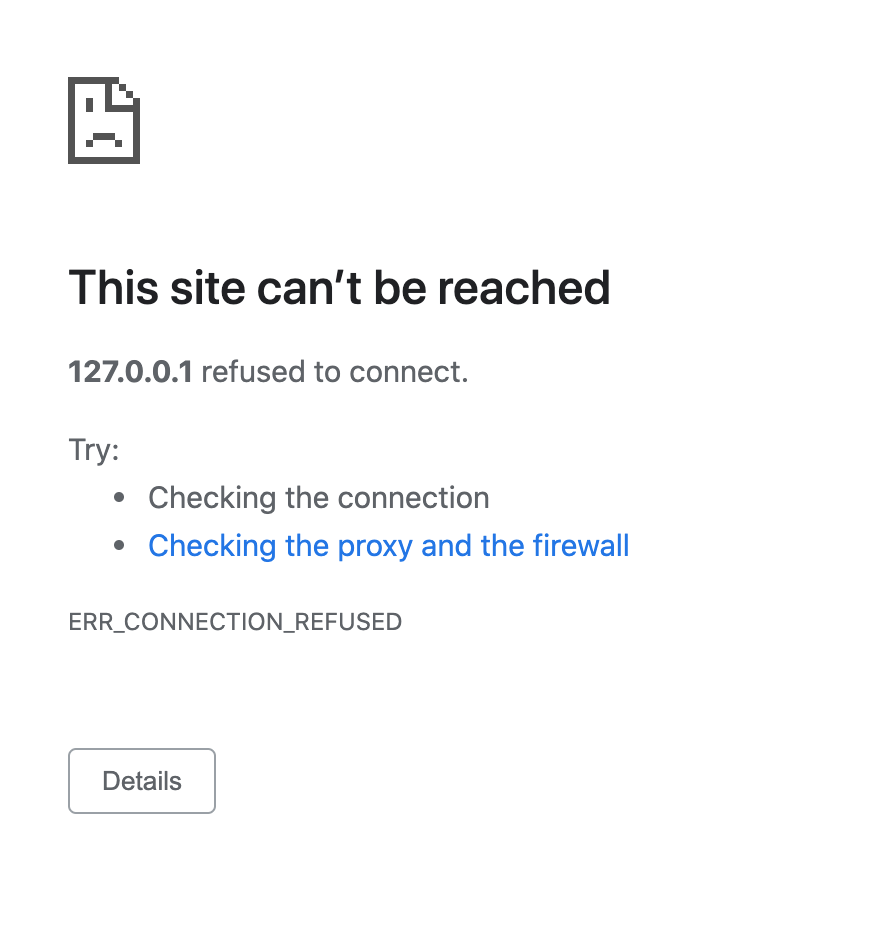 This site can’t be reached
127.0.0.1 refused to connect.
Try:
• Checking the connection
• Checking the proxy and the firewall
ERR_CONNECTION_REFUSED
Details